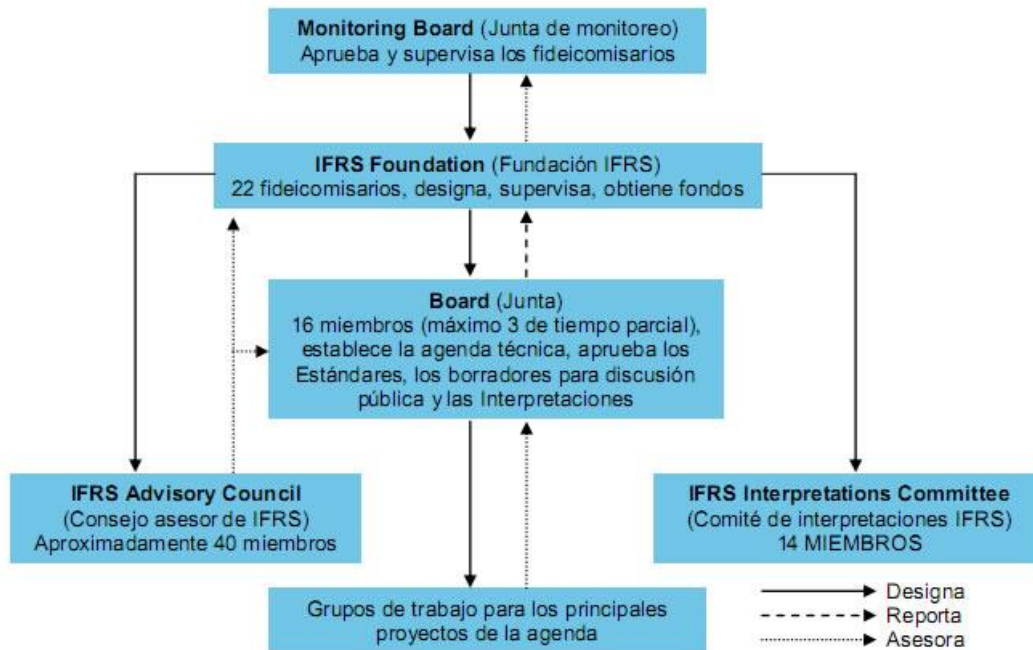 Monitoring Board (Junta de monitoreo)
Aprueba y supervisa los fideicomisarios
IFRS Foundation (Fundación IFRS)
22 fideicomisarios, designa, supervisa, obtiene fondos
Board (Junta)
16 miembros (máximo 3 de tiempo parcial),
establece la agenda técnica, aprueba los
Estándares, los borradores para discusión
pública y las Interpretaciones
IFRS Advisory Council
(Consejo asesor de IFRS)
Aproximadamente 40 miembros
IFRS Interpretations Committee
(Comité de interpretaciones IFRS)
14 MIEMBROS
Grupos de trabajo para los principales
proyectos de la agenda
Designa
Reporta
Asesora